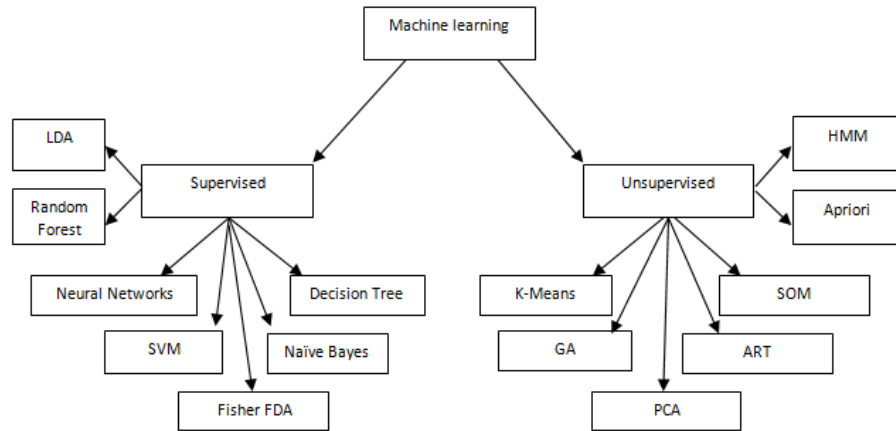 Machine learning
LDA
HMM
Supervised
Unsupervised
Random
Forest
Apriori
Neural Networks
Decision Tree
K-Means
SOM
SVM
Naïve Bayes
GA
ART
Fisher FDA
PCA